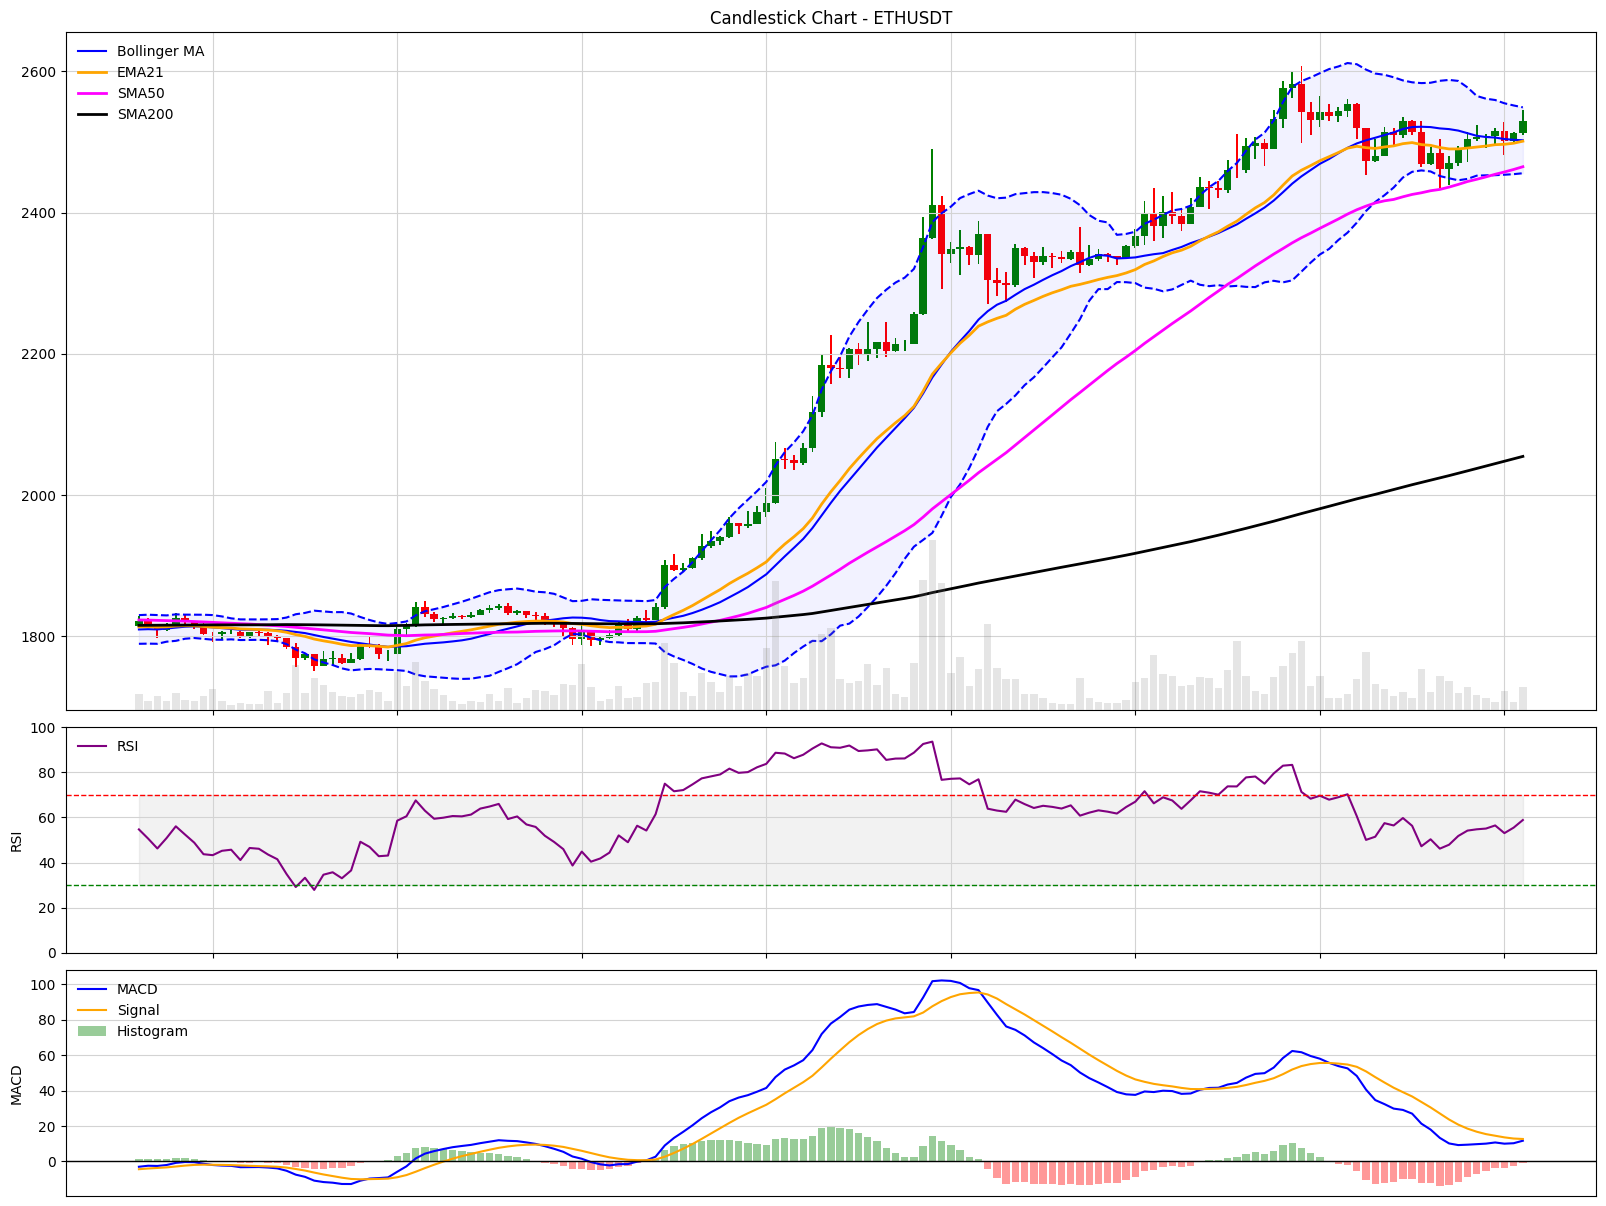 Candlestick Chart - ETHUSDT
Bollinger MA
EMA21
SMA50
SMA200
2600
2400
2200
2000
1800
RSI
RSI
100
80
60
40
20
0
MACD
Signal
Histogram
MACD
100
80
60
40
20
0